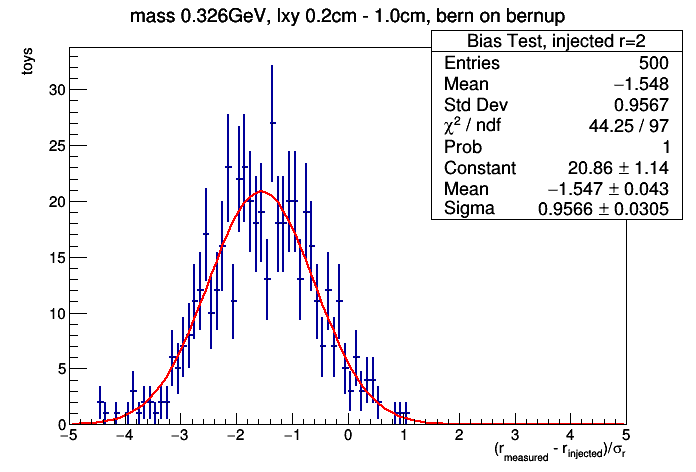 mass 0.326GeV, lxy 0.2cm - 1.0cm, bern on bernup
Bias Test, injected r=2
Entries 500
Mean −1.548
Std Dev 0.9567
χ² / ndf 44.25 / 97
Prob 1
Constant 20.86 ± 1.14
Mean −1.547 ± 0.043
Sigma 0.9566 ± 0.0305
toys
30
25
20
15
10
5
0
−5 −4 −3 −2 −1 0 1 2 3 4 5
(r_measured - r_injected)/σ_r